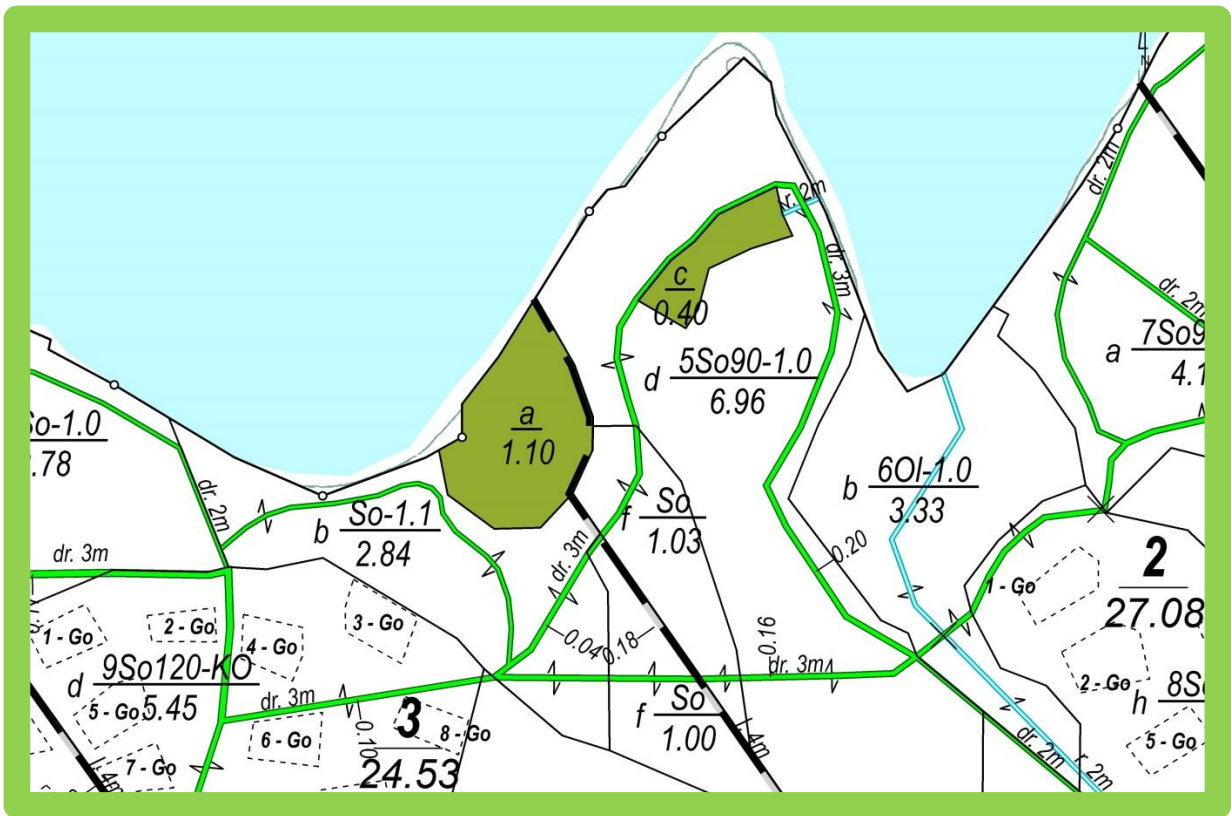 dr. 2m
r. 2m
dr. 3m
dr. 2m
c
0.40
a
1.10
d 5So90-1.0
6.96
a 7So9
4.1
So-1.0
.78
dr. 2m
b So-1.1
2.84
f So
1.03
b 6Ol-1.0
3.33
dr. 3m
dr. 3m
0.20
2
27.08
1 - Go
1 - Go
2 - Go
4 - Go
3 - Go
0.04
0.18
0.16
dr. 3m
d 9So120-KO
5.45
dr. 3m
5 - Go
6 - Go
7 - Go
0.10
3
24.53
8 - Go
f So
1.00
4m
2 - Go
h 8So
5 - Go
dr. 2m
r. 2m
4m